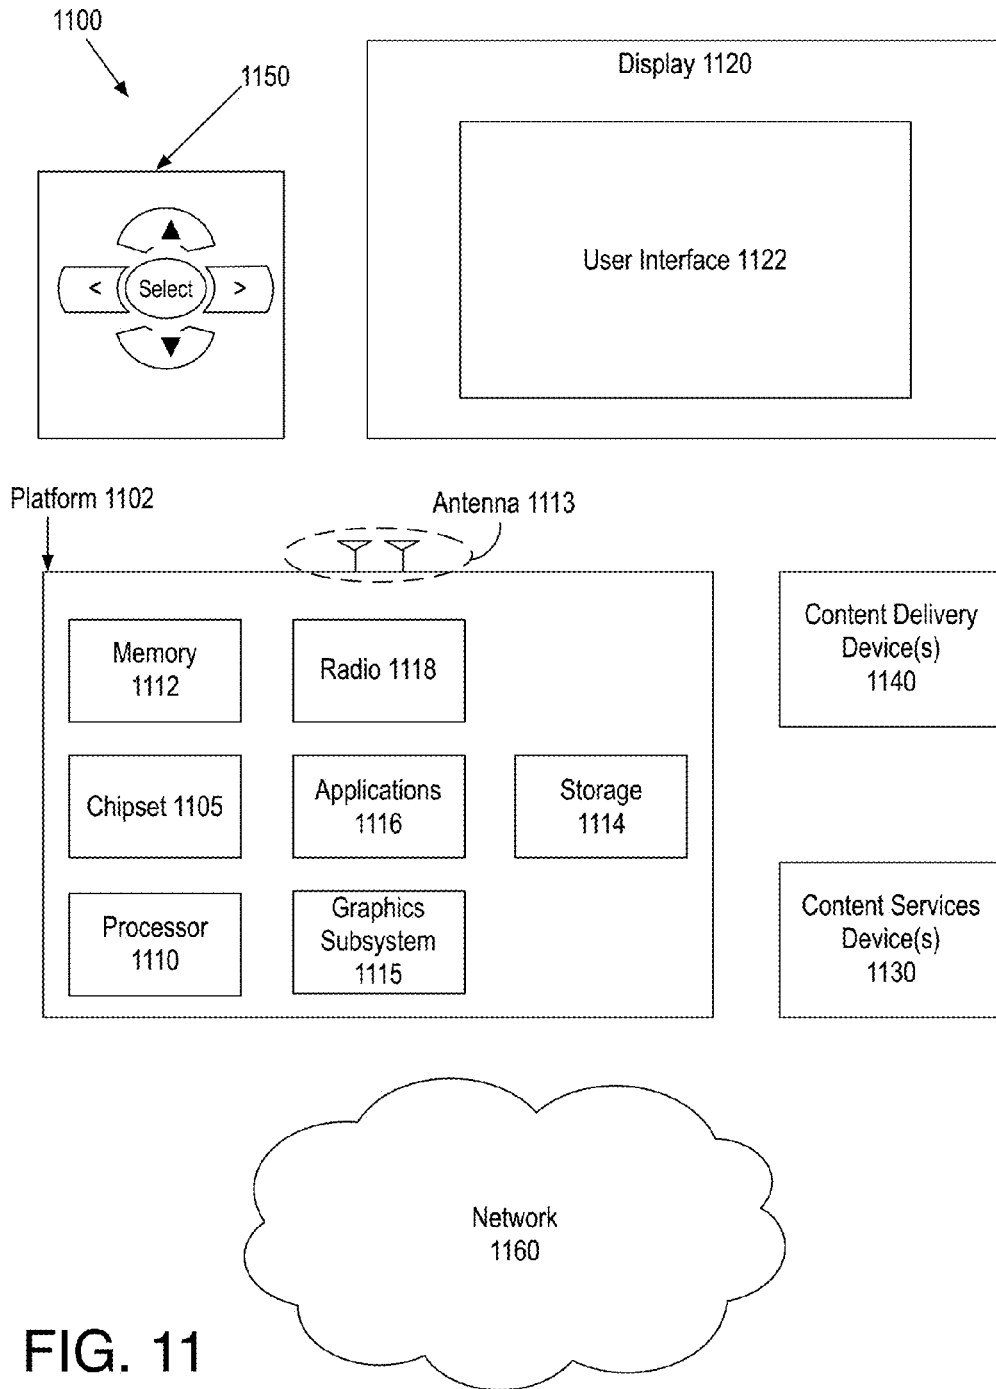 1100
1150
Display 1120
User Interface 1122
<
Select
>
Platform 1102
Antenna 1113
Memory
1112
Radio 1118
Chipset 1105
Applications
1116
Storage
1114
Processor
1110
Graphics
Subsystem
1115
Content Delivery
Device(s)
1140
Content Services
Device(s)
1130
Network
1160
FIG. 11